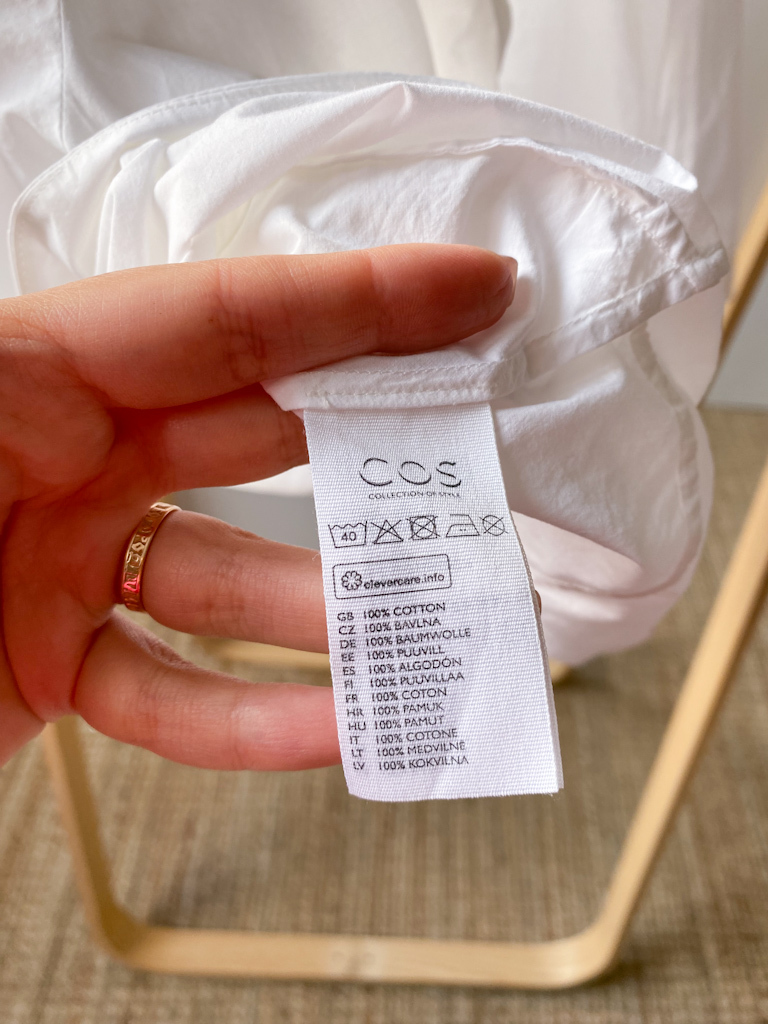 COS
COLLECTION OF STYLE
40
clevercare.info
GB 100% COTTON
CZ 100% BAVLNA
DE 100% BAUMWOLLE
EE 100% PUUVILL
ES 100% ALGODÓN
FI 100% PUUVILLAA
FR 100% COTON
HR 100% PAMUK
HU 100% PAMUT
IT 100% COTONE
LT 100% MEDVILNĖ
LV 100% KOKVILNA